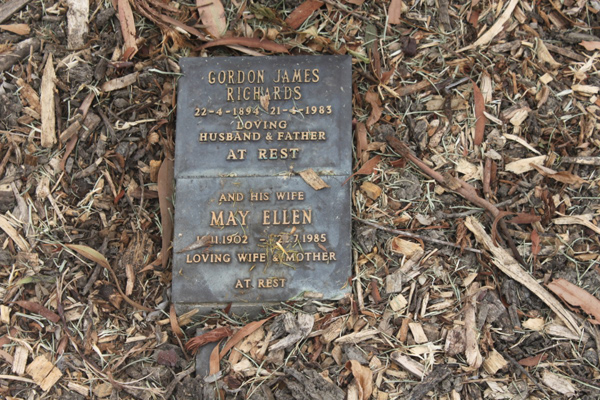 GORDON JAMES
RICHARDS
22-4-1894 21-4-1983
LOVING
HUSBAND & FATHER
AT REST
AND HIS WIFE
MAY ELLEN
1902 1985
LOVING WIFE & MOTHER
AT REST